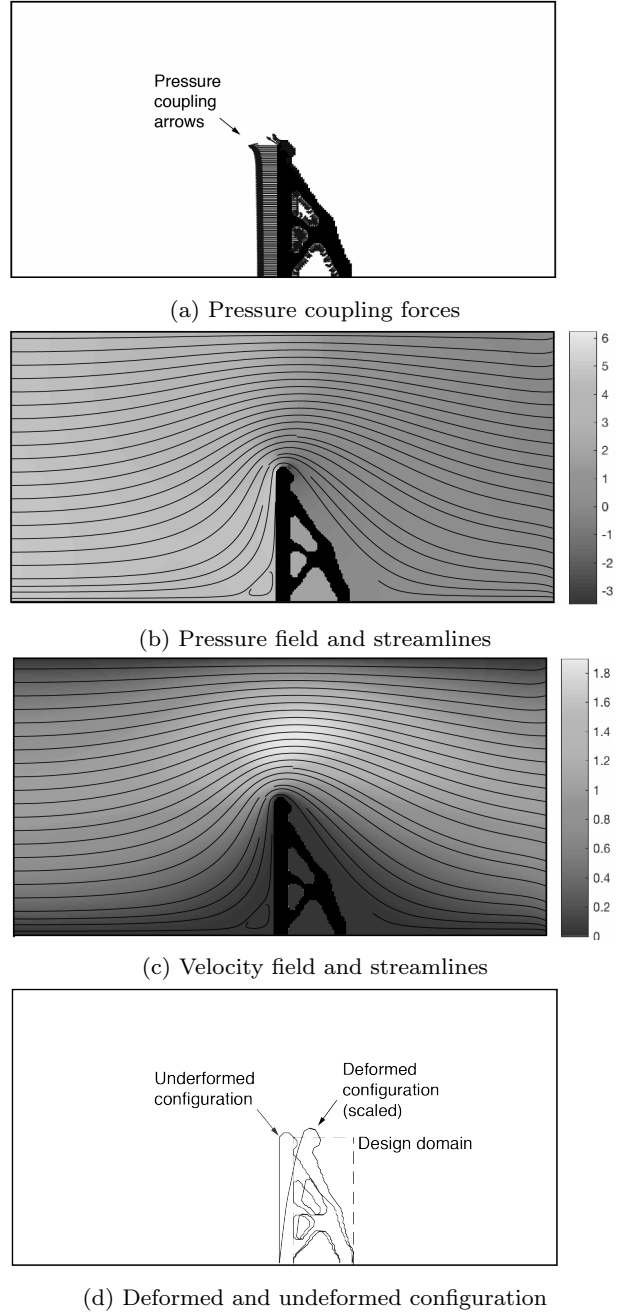 Pressure
coupling
arrows
(a) Pressure coupling forces
6
5
4
3
2
1
0
-1
-2
-3
(b) Pressure field and streamlines
1.8
1.6
1.4
1.2
1
0.8
0.6
0.4
0.2
0
(c) Velocity field and streamlines
Underformed
configuration
Deformed
configuration
(scaled)
Design domain
(d) Deformed and undeformed configuration